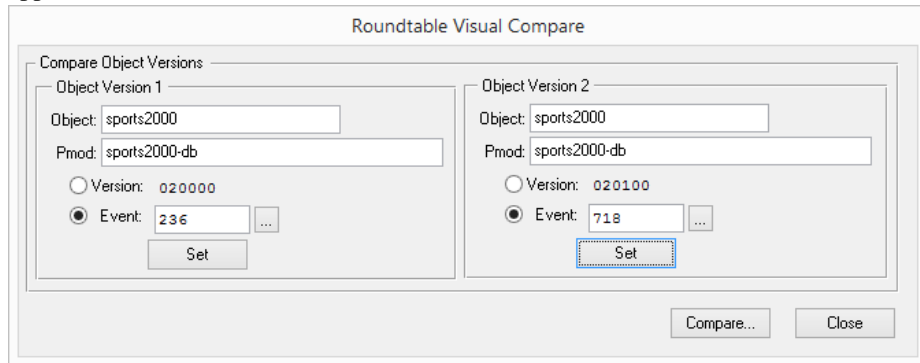 Roundtable Visual Compare
Compare Object Versions
Object Version 1
Object: sports2000
Pmod: sports2000-db
Version: 020000
Event: 236 ...
Set
Object Version 2
Object: sports2000
Pmod: sports2000-db
Version: 020100
Event: 718 ...
Set
Compare... Close